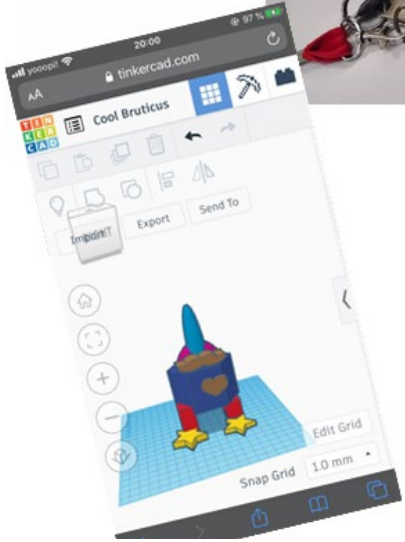 yooopi! 20:00 97 %
AA tinkercad.com
TIN
KER
CAD
Cool Bruticus
Import
Export
Send To
Edit Grid
Snap Grid 1.0 mm